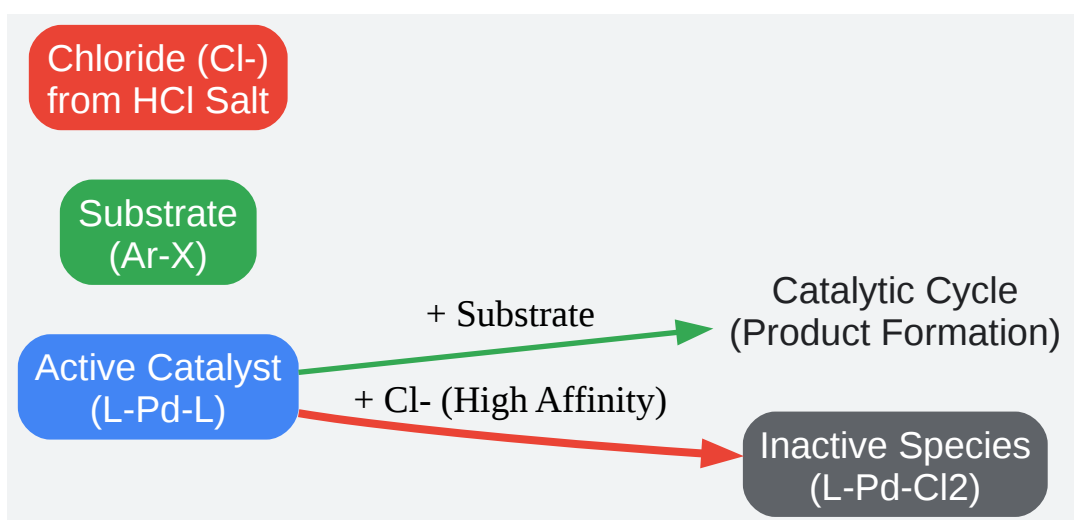 Chloride (Cl-)
from HCl Salt
Substrate
(Ar-X)
Active Catalyst
(L-Pd-L)
+ Substrate
+ Cl- (High Affinity)
Catalytic Cycle
(Product Formation)
Inactive Species
(L-Pd-Cl2)